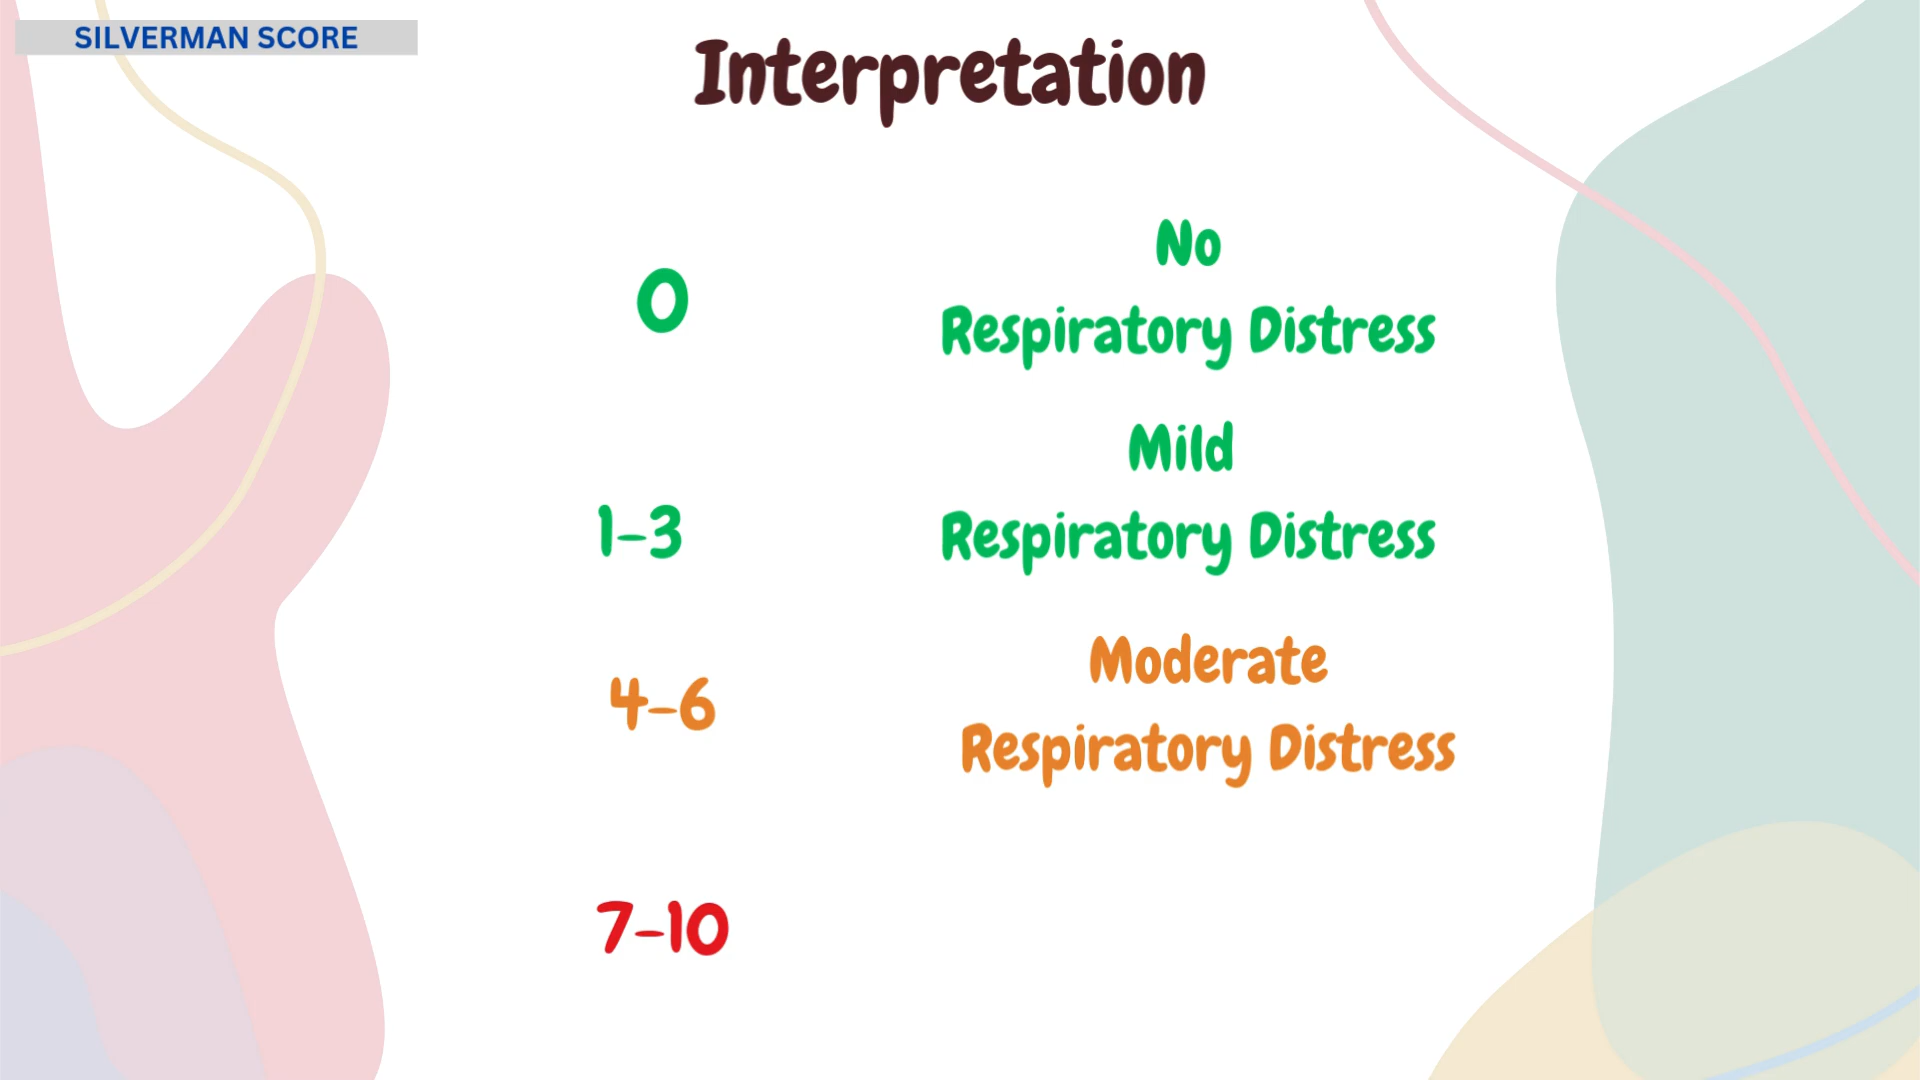 SILVERMAN SCORE
Interpretation
0
No
Respiratory Distress
1-3
Mild
Respiratory Distress
4-6
Moderate
Respiratory Distress
7-10